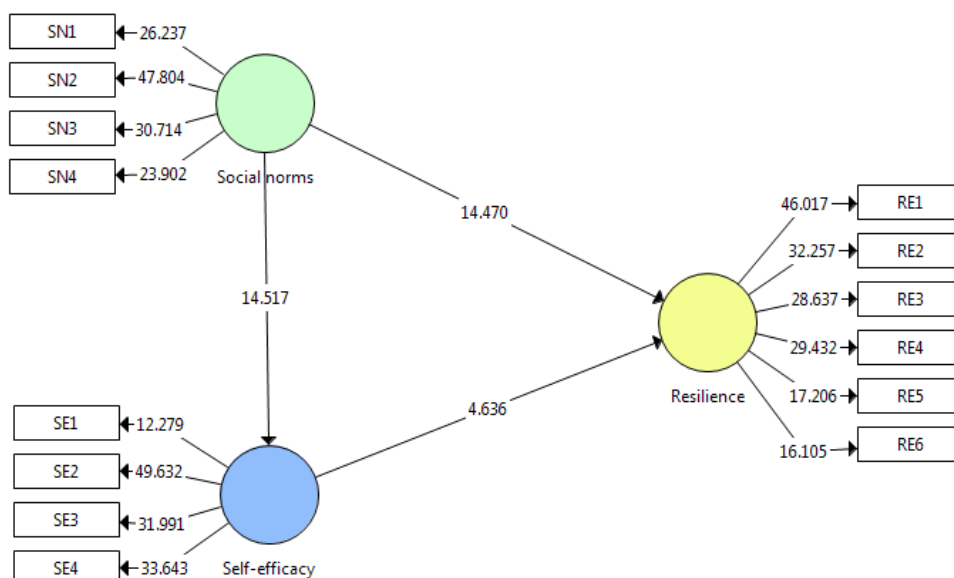 SN1
26.237
SN2
47.804
SN3
30.714
SN4
23.902
Social norms
14.470
14.517
46.017
RE1
32.257
RE2
28.637
RE3
29.432
RE4
17.206
RE5
16.105
RE6
Resilience
4.636
SE1
12.279
SE2
49.632
SE3
31.991
SE4
33.643
Self-efficacy